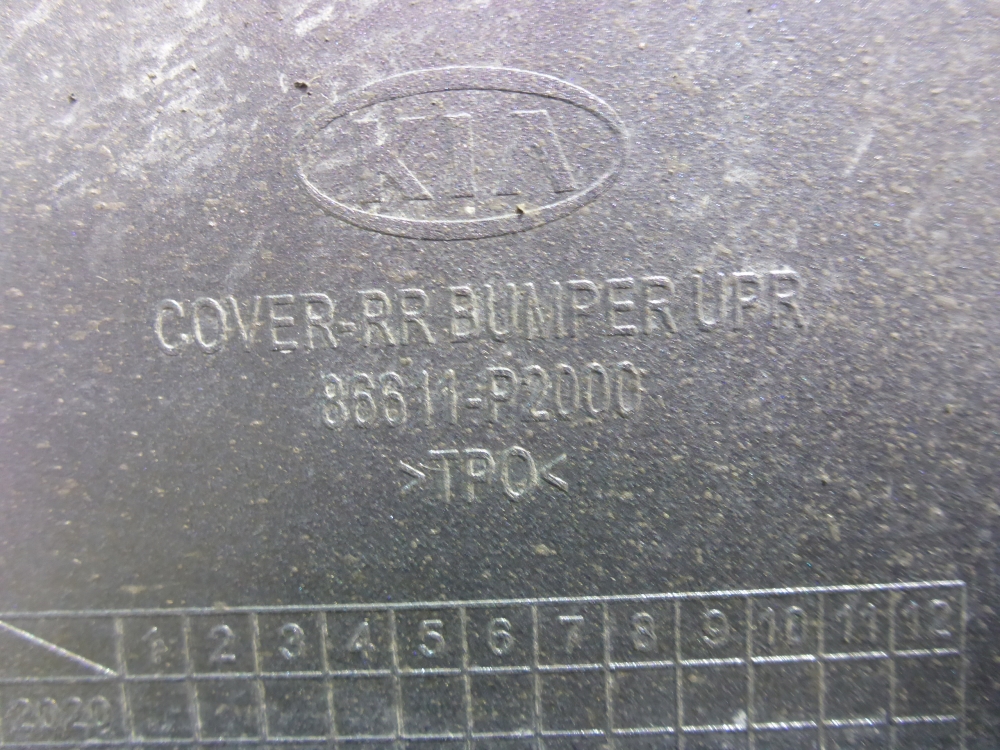 KIA
COVER-RR BUMPER UPR
86611-P2000
>TPO<
1 2 3 4 5 6 7 8 9 10 11 12
2020